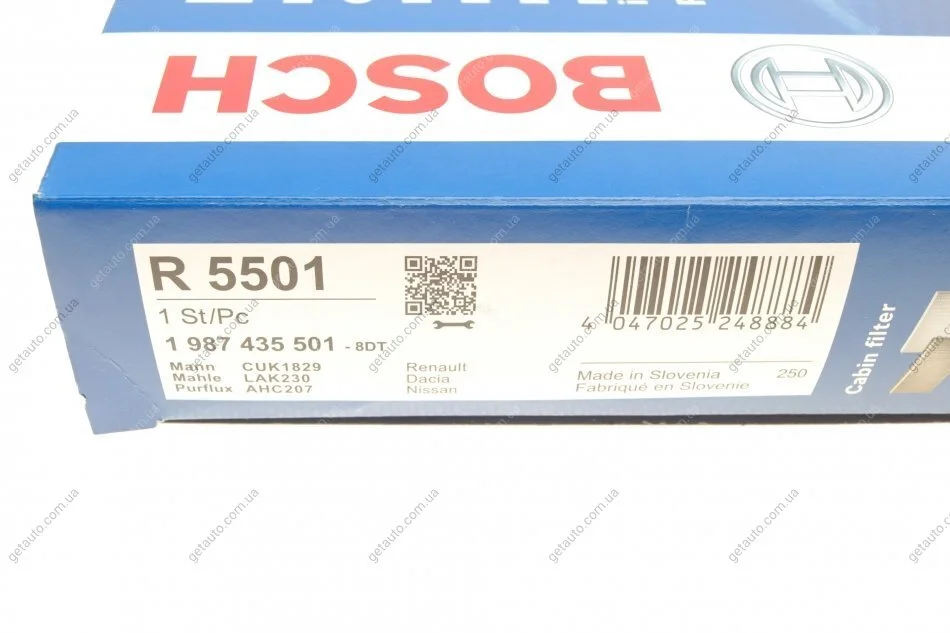 BOSCH
R 5501
1 St/Pc
1 987 435 501 - 8DT
Mann CUK1829
Mahle LAK230
Purflux AHC207
Renault
Dacia
Nissan
4 047025 248884
Made in Slovenia 250
Fabriqué en Slovenie
Cabin filter
getauto.com.ua